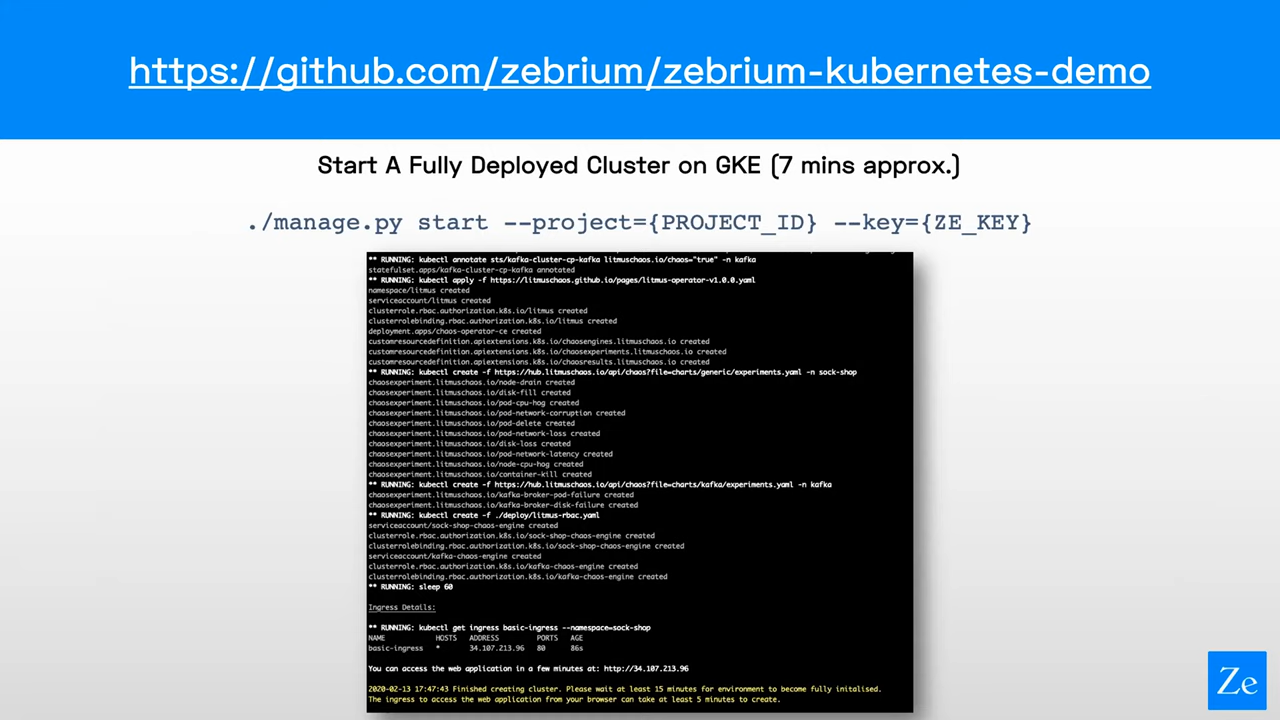 https://github.com/zebrium/zebrium-kubernetes-demo
Start A Fully Deployed Cluster on GKE (7 mins approx.)
./manage.py start --project={PROJECT_ID} --key={ZE_KEY}
** RUNNING: kubectl annotate sts/kafka-cluster-cp-kafka litmuschaos.io/chaos="true" -n kafka
statefulset.apps/kafka-cluster-cp-kafka annotated
** RUNNING: kubectl apply -f https://litmuschaos.github.io/pages/litmus-operator-v1.0.0.yaml
namespace/litmus created
serviceaccount/litmus created
clusterrole.rbac.authorization.k8s.io/litmus created
clusterrolebinding.rbac.authorization.k8s.io/litmus created
deployment.apps/chaos-operator-ce created
customresourcedefinition.apiextensions.k8s.io/chaosengines.litmuschaos.io created
customresourcedefinition.apiextensions.k8s.io/chaosexperiments.litmuschaos.io created
customresourcedefinition.apiextensions.k8s.io/chaosresults.litmuschaos.io created
** RUNNING: kubectl create -f https://hub.litmuschaos.io/api/chaos?file=charts/generic/experiments.yaml -n sock-shop
chaosexperiment.litmuschaos.io/node-drain created
chaosexperiment.litmuschaos.io/disk-fill created
chaosexperiment.litmuschaos.io/pod-cpu-hog created
chaosexperiment.litmuschaos.io/pod-network-corruption created
chaosexperiment.litmuschaos.io/pod-delete created
chaosexperiment.litmuschaos.io/pod-network-loss created
chaosexperiment.litmuschaos.io/disk-loss created
chaosexperiment.litmuschaos.io/pod-network-latency created
chaosexperiment.litmuschaos.io/node-cpu-hog created
chaosexperiment.litmuschaos.io/container-kill created
** RUNNING: kubectl create -f https://hub.litmuschaos.io/api/chaos?file=charts/kafka/experiments.yaml -n kafka
chaosexperiment.litmuschaos.io/kafka-broker-pod-failure created
chaosexperiment.litmuschaos.io/kafka-broker-disk-failure created
** RUNNING: kubectl create -f ./deploy/litmus-rbac.yaml
serviceaccount/sock-shop-chaos-engine created
clusterrole.rbac.authorization.k8s.io/sock-shop-chaos-engine created
clusterrolebinding.rbac.authorization.k8s.io/sock-shop-chaos-engine created
serviceaccount/kafka-chaos-engine created
clusterrole.rbac.authorization.k8s.io/kafka-chaos-engine created
clusterrolebinding.rbac.authorization.k8s.io/kafka-chaos-engine created
** RUNNING: sleep 60
Ingress Details:
** RUNNING: kubectl get ingress basic-ingress --namespace=sock-shop
NAME HOSTS ADDRESS PORTS AGE
basic-ingress * 34.107.213.96 80 86s
You can access the web application in a few minutes at: http://34.107.213.96
2020-02-13 17:47:43 Finished creating cluster. Please wait at least 15 minutes for environment to become fully initalised.
The ingress to access the web application from your browser can take at least 5 minutes to create.
Ze